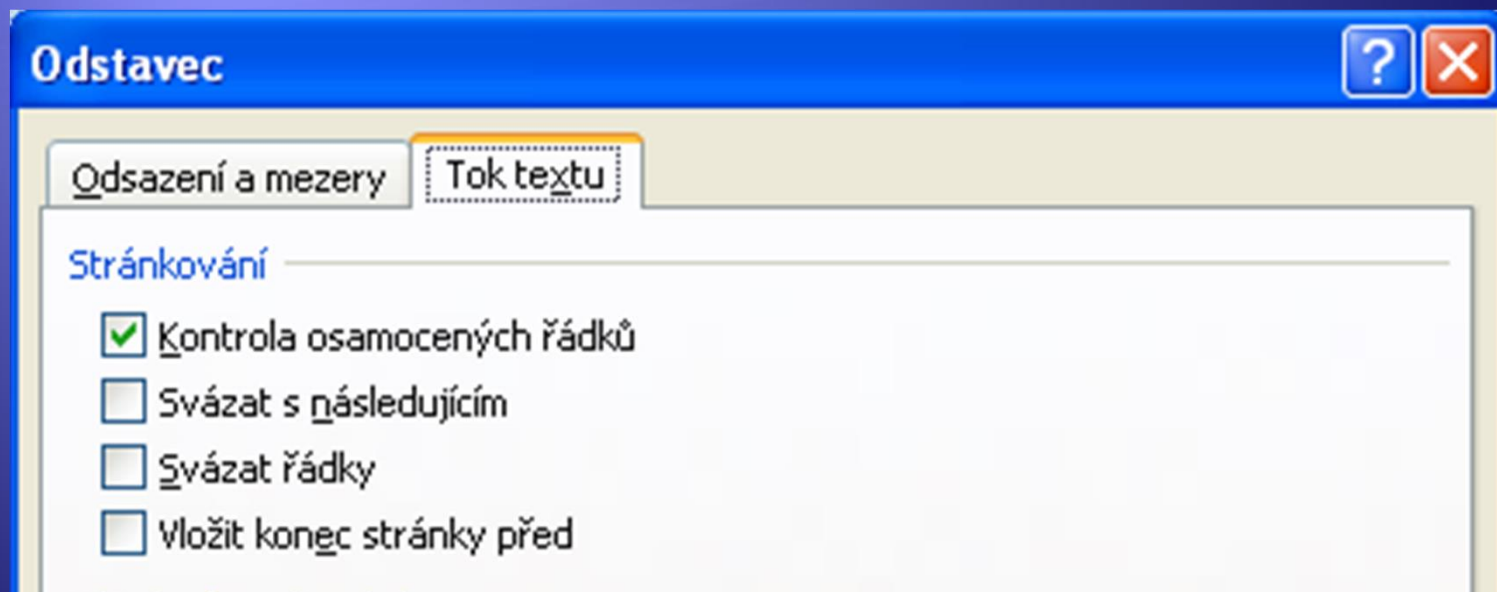 Odstavec
?
Odsazení a mezery
Tok textu
Stránkování
Kontrola osamocených řádků
Svázat s následujícím
Svázat řádky
Vložit konec stránky před